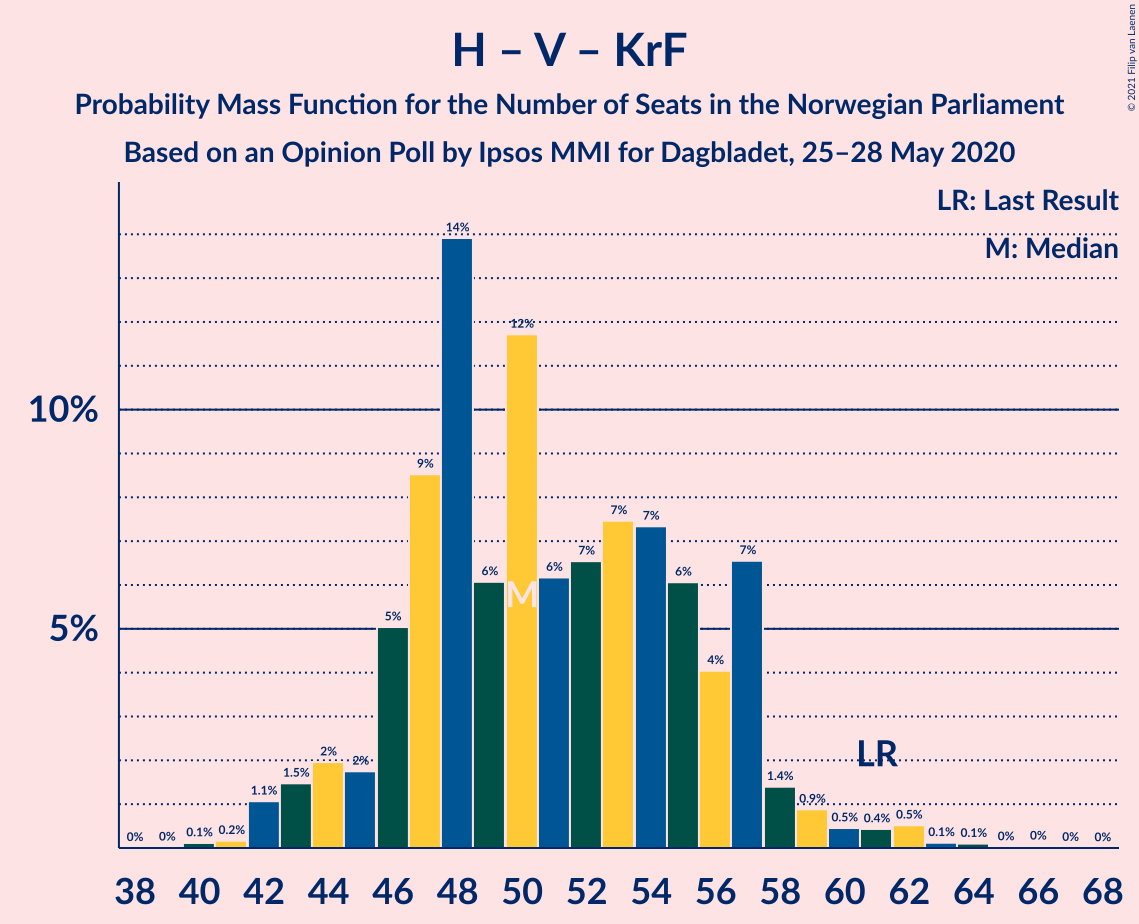 H – V – KrF
Probability Mass Function for the Number of Seats in the Norwegian Parliament
Based on an Opinion Poll by Ipsos MMI for Dagbladet, 25–28 May 2020
© 2021 Filip van Laenen
LR: Last Result
M: Median
10%
5%
0% 0% 0.1% 0.2% 1.1% 1.5% 2% 2% 5% 9% 14% 6% 12% 6% 7% 7% 7% 6% 4% 7% 1.4% 0.9% 0.5% 0.4% 0.5% 0.1% 0.1% 0% 0% 0% 0%
M
LR
38 40 42 44 46 48 50 52 54 56 58 60 62 64 66 68